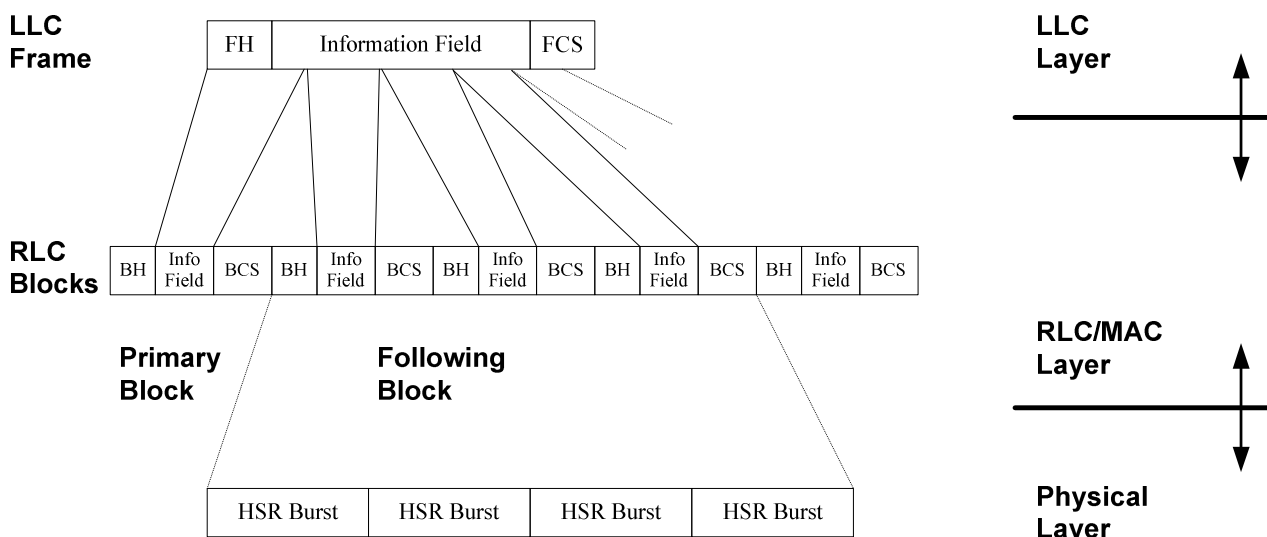 LLC
Frame
FH
Information Field
FCS
LLC
Layer
RLC
Blocks
BH
Info
Field
BCS
BH
Info
Field
BCS
BH
Info
Field
BCS
BH
Info
Field
BCS
BH
Info
Field
BCS
Primary
Block
Following
Block
RLC/MAC
Layer
HSR Burst
HSR Burst
HSR Burst
HSR Burst
Physical
Layer